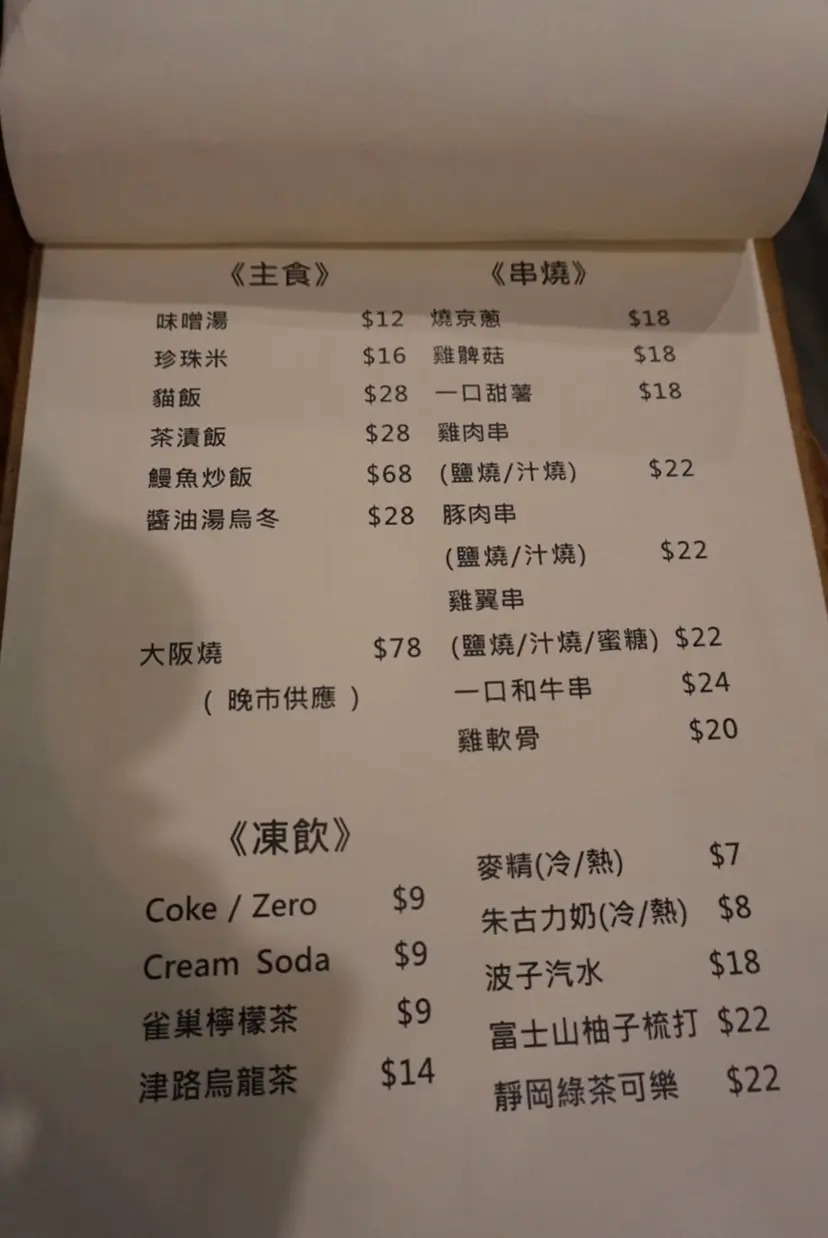 《主食》
味噌湯 $12
珍珠米 $16
貓飯 $28
茶漬飯 $28
鰻魚炒飯 $68
醬油湯烏冬 $28
大阪燒 $78
( 晚市供應 )
《串燒》
燒京蔥 $18
雞髀菇 $18
一口甜薯 $18
雞肉串
(鹽燒/汁燒) $22
豚肉串
(鹽燒/汁燒) $22
雞翼串
(鹽燒/汁燒/蜜糖) $22
一口和牛串 $24
雞軟骨 $20
《凍飲》
Coke / Zero $9
Cream Soda $9
雀巢檸檬茶 $9
津路烏龍茶 $14
麥精(冷/熱) $7
朱古力奶(冷/熱) $8
波子汽水 $18
富士山柚子梳打 $22
靜岡綠茶可樂 $22